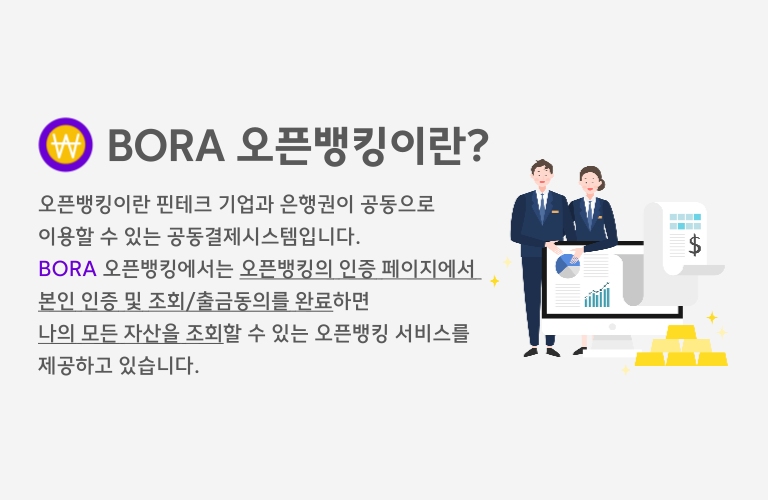 ₩ BORA 오픈뱅킹이란?
오픈뱅킹이란 핀테크 기업과 은행권이 공동으로
이용할 수 있는 공동결제시스템입니다.
BORA 오픈뱅킹에서는 오픈뱅킹의 인증 페이지에서
본인 인증 및 조회/출금동의를 완료하면
나의 모든 자산을 조회할 수 있는 오픈뱅킹 서비스를
제공하고 있습니다.
$